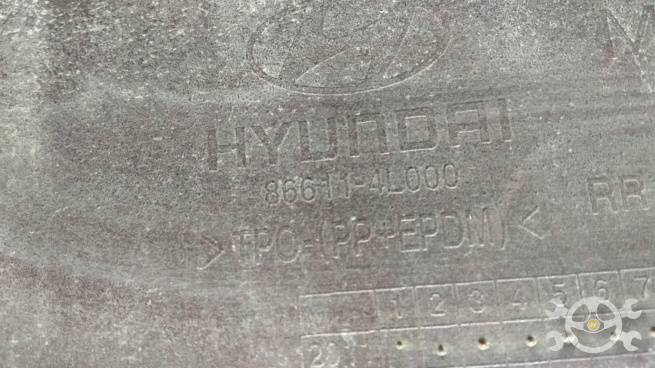 HYUNDAI
86611-4L000
>TPO-(PP+EPDM)< RR
1 2 3 4 5 6 7